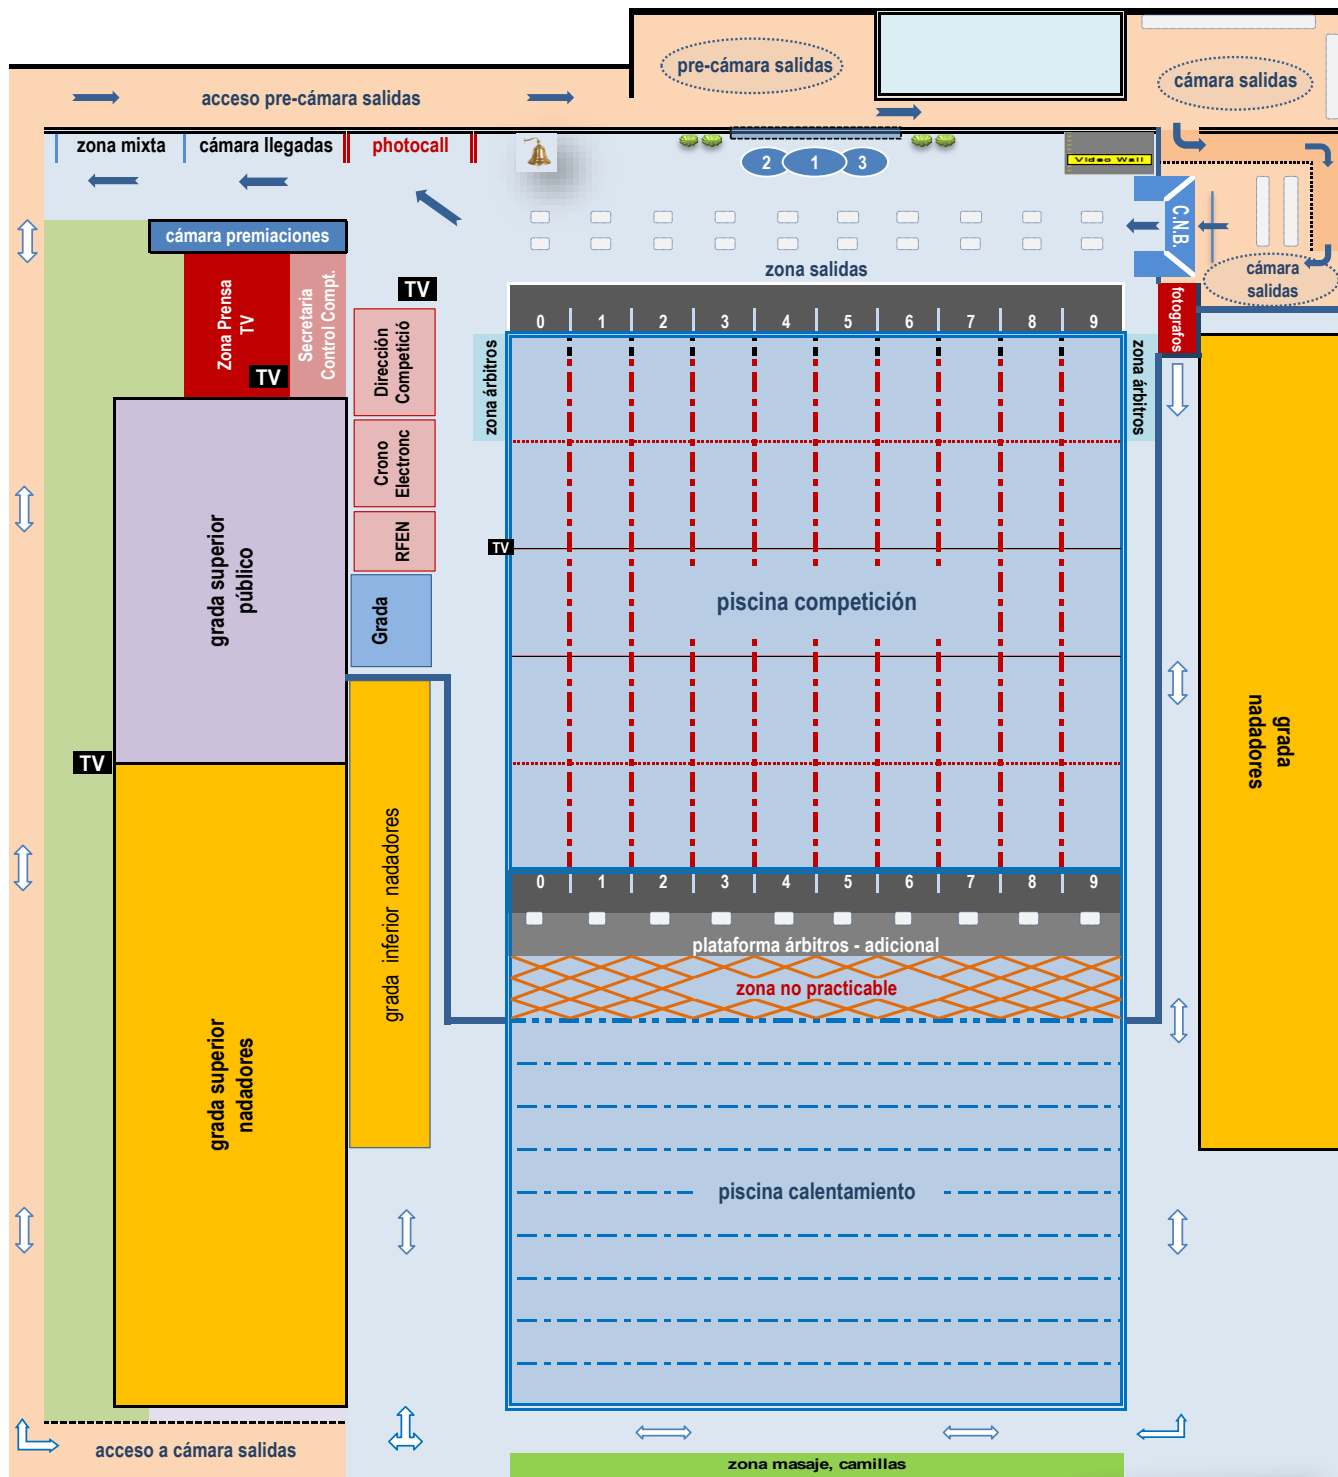 pre-cámara salidas
cámara salidas
acceso pre-cámara salidas
zona mixta
cámara llegadas
photocall
2 1 3
Video Wall
C.N.B.
cámara premiaciones
zona salidas
cámara
salidas
Zona Prensa
TV
TV
Secretaria
Control Compt.
TV
fotografos
0 1 2 3 4 5 6 7 8 9
Dirección
Competició
zona árbitros
zona árbitros
Crono
Electronc
RFEN
TV
grada superior
público
Grada
piscina competición
grada
nadadores
TV
grada inferior nadadores
0 1 2 3 4 5 6 7 8 9
plataforma árbitros - adicional
zona no practicable
grada superior
nadadores
piscina calentamiento
acceso a cámara salidas
zona masaje, camillas